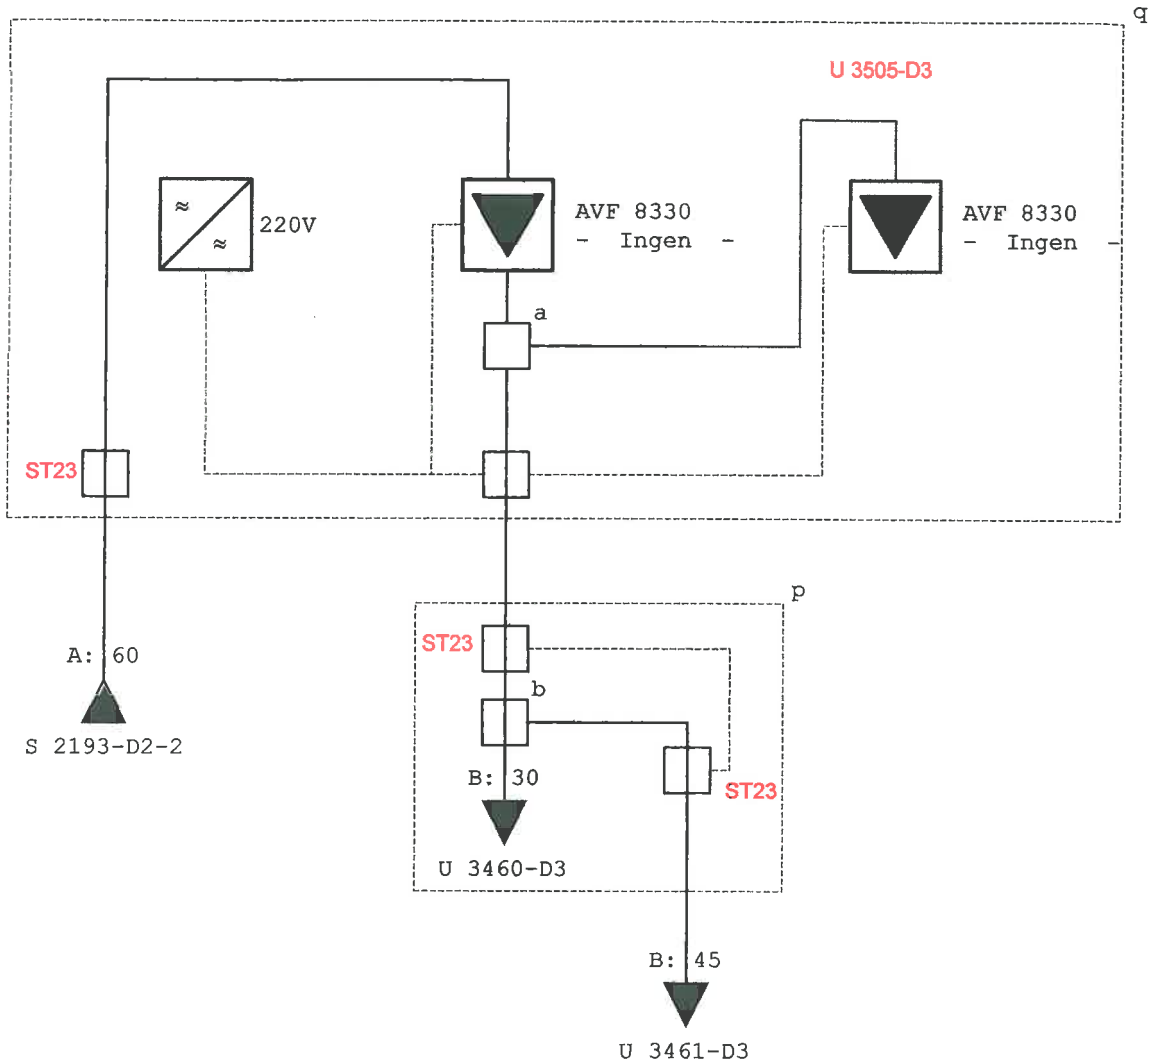 q
U 3505-D3
≈
≈
220V
AVF 8330
- Ingen -
AVF 8330
- Ingen -
a
ST23
p
ST23
A: 60
b
S 2193-D2-2
B: 30
ST23
U 3460-D3
B: 45
U 3461-D3